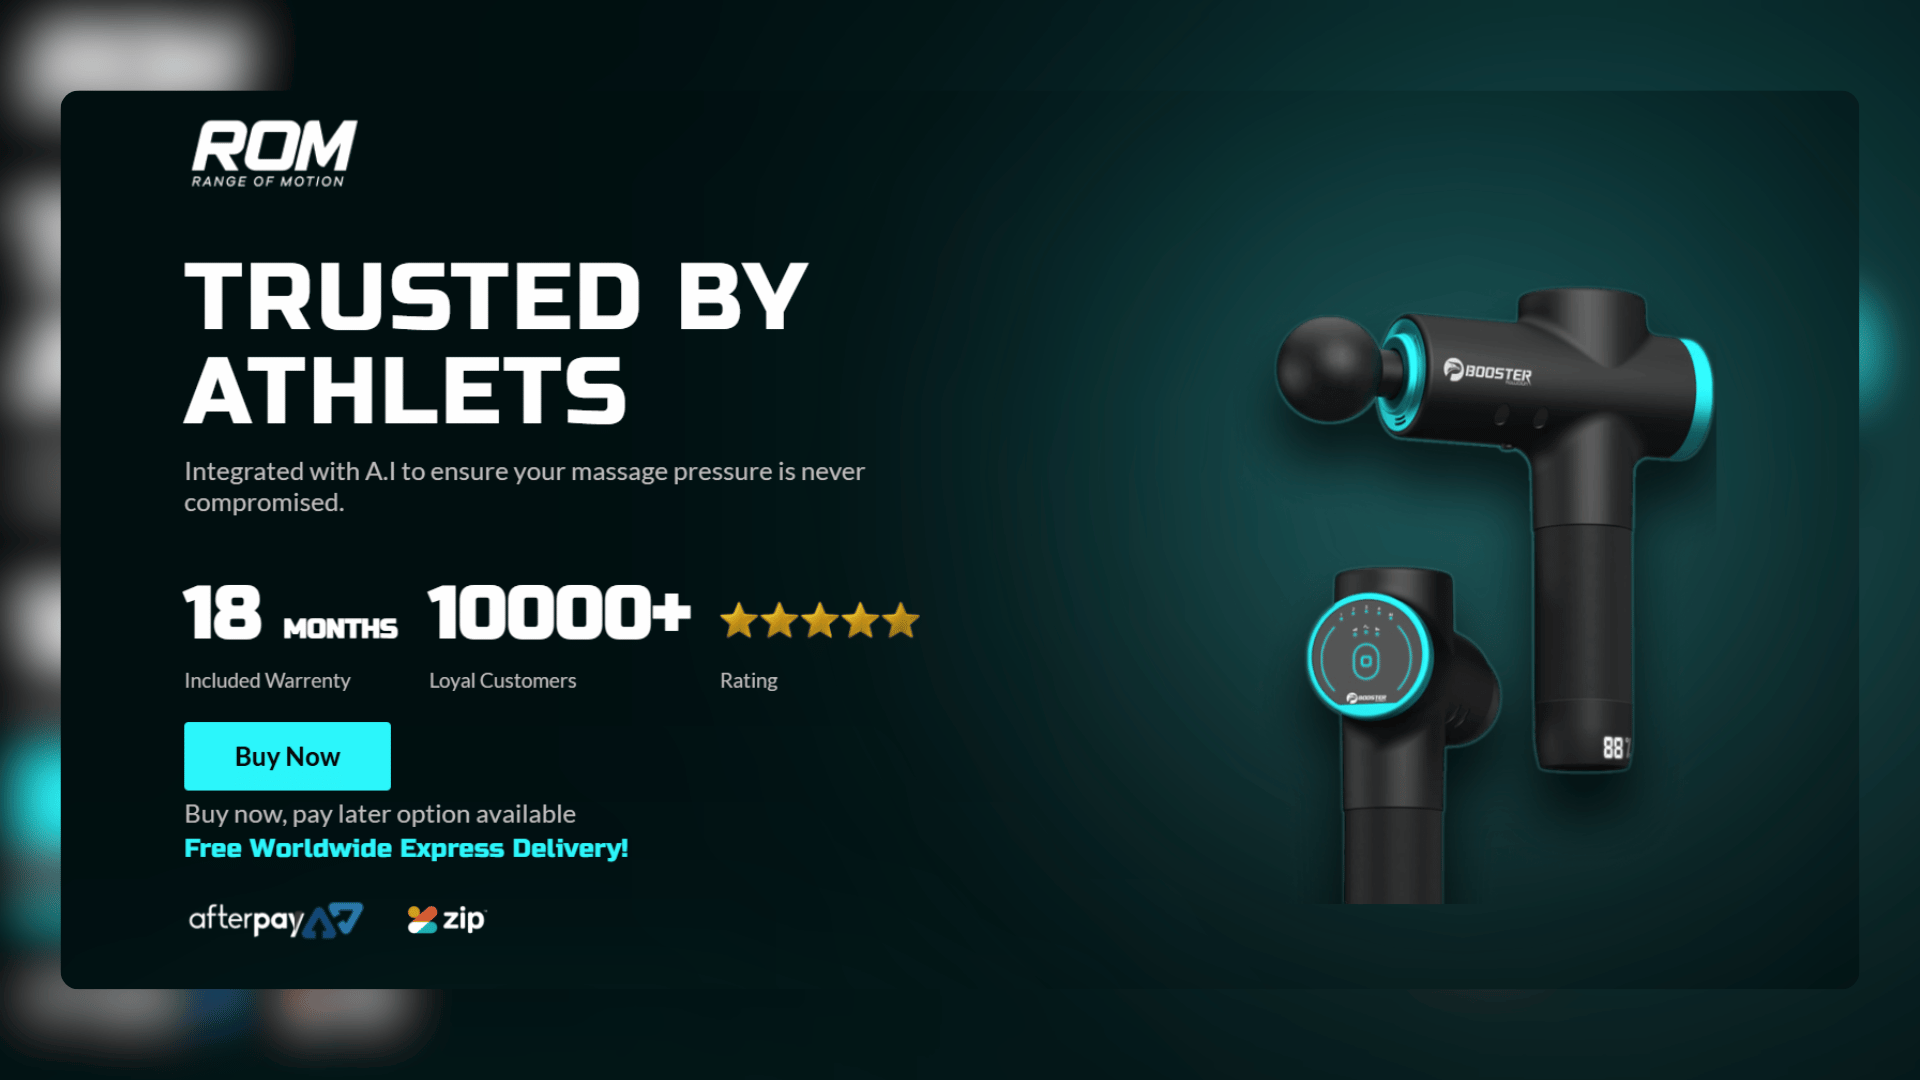 ROM
RANGE OF MOTION
TRUSTED BY
ATHLETS
Integrated with A.I to ensure your massage pressure is never
compromised.
18 MONTHS
Included Warrenty
10000+
Loyal Customers
Rating
Buy Now
Buy now, pay later option available
Free Worldwide Express Delivery!
afterpay
zip
BOOSTER
BOOSTER
88